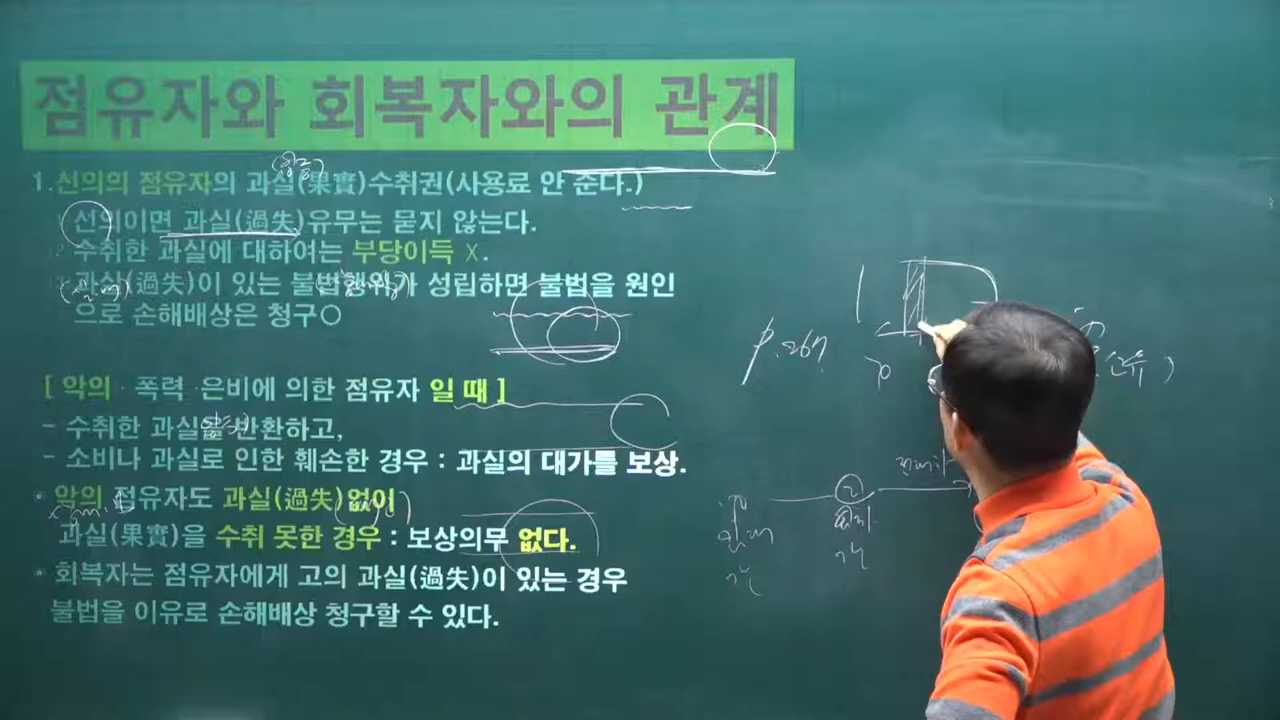 점유자와 회복자와의 관계
1.선의의 점유자의 과실(果實)수취권(사용료 안 준다.)
선의이면 과실(過失)유무는 묻지 않는다.
수취한 과실에 대하여는 부당이득 X.
과실(過失)이 있는 불법행위가 성립하면 불법을 원인
으로 손해배상은 청구○
[ 악의 · 폭력 · 은비에 의한 점유자 일 때 ]
- 수취한 과실을 반환하고,
- 소비나 과실로 인한 훼손한 경우 : 과실의 대가를 보상.
· 악의 점유자도 과실(過失)없이
과실(果實)을 수취 못한 경우 : 보상의무 없다.
· 회복자는 점유자에게 고의 과실(過失)이 있는 경우
불법을 이유로 손해배상 청구할 수 있다.
p.267